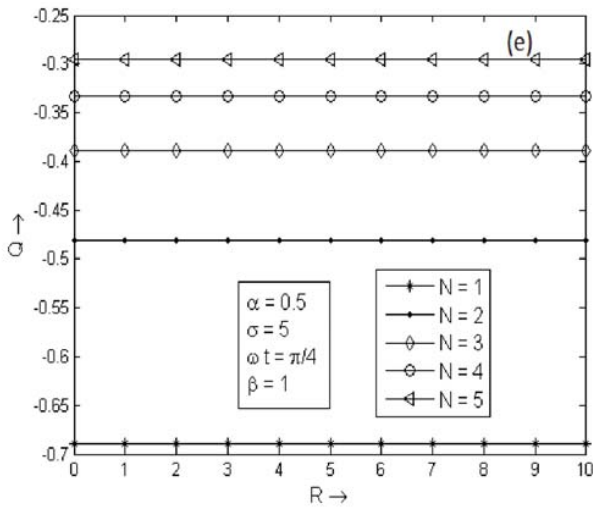 -0.25
(e)
-0.3
-0.35
-0.4
-0.45
-0.5
-0.55
-0.6
-0.65
-0.7
Q →
α = 0.5
σ = 5
ω t = π/4
β = 1
N = 1
N = 2
N = 3
N = 4
N = 5
0 1 2 3 4 5 6 7 8 9 10
R →